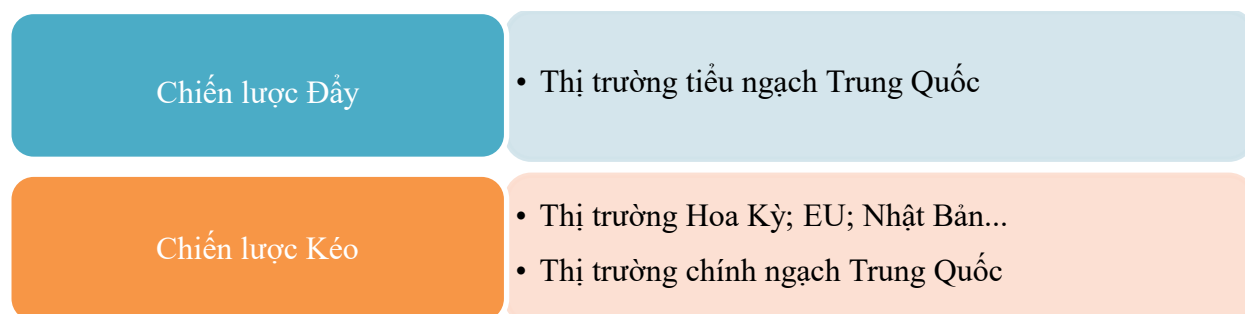 Chiến lược Đẩy
• Thị trường tiểu ngạch Trung Quốc
Chiến lược Kéo
• Thị trường Hoa Kỳ; EU; Nhật Bản...
• Thị trường chính ngạch Trung Quốc